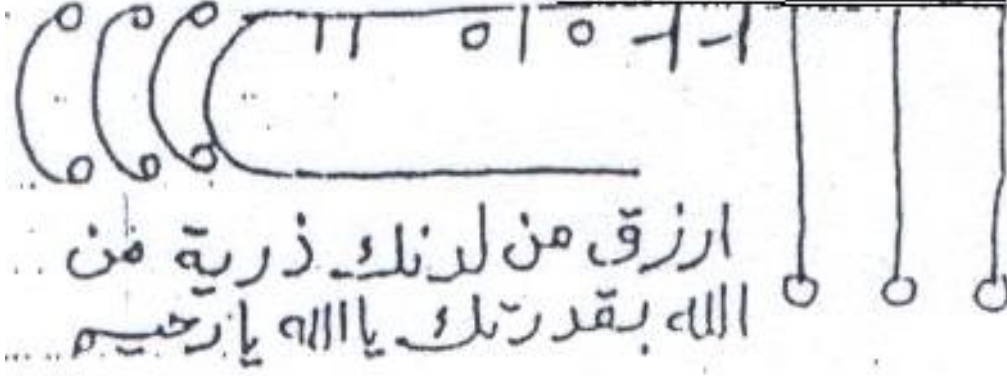 ارزق من لدنك ذرية من
الله بقدرتك ياالله يارحيم